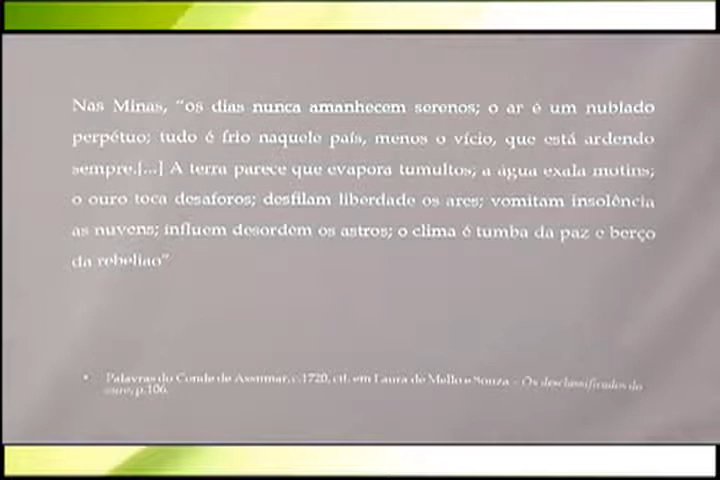 Nas Minas, "os dias nunca amanhecem serenos; o ar é um nublado
perpétuo; tudo é frio naquele país, menos o vício, que está ardendo
sempre.[...] A terra parece que evapora tumultos; a água exala motins;
o ouro toca desaforos; desfilam liberdade os ares; vomitam insolência
as nuvens; influem desordem os astros; o clima é tumba da paz e berço
da rebelião"
• Palavras do Conde de Assumar, c.1720, cit. em Laura de Mello e Souza – Os desclassificados do
ouro, p.106.